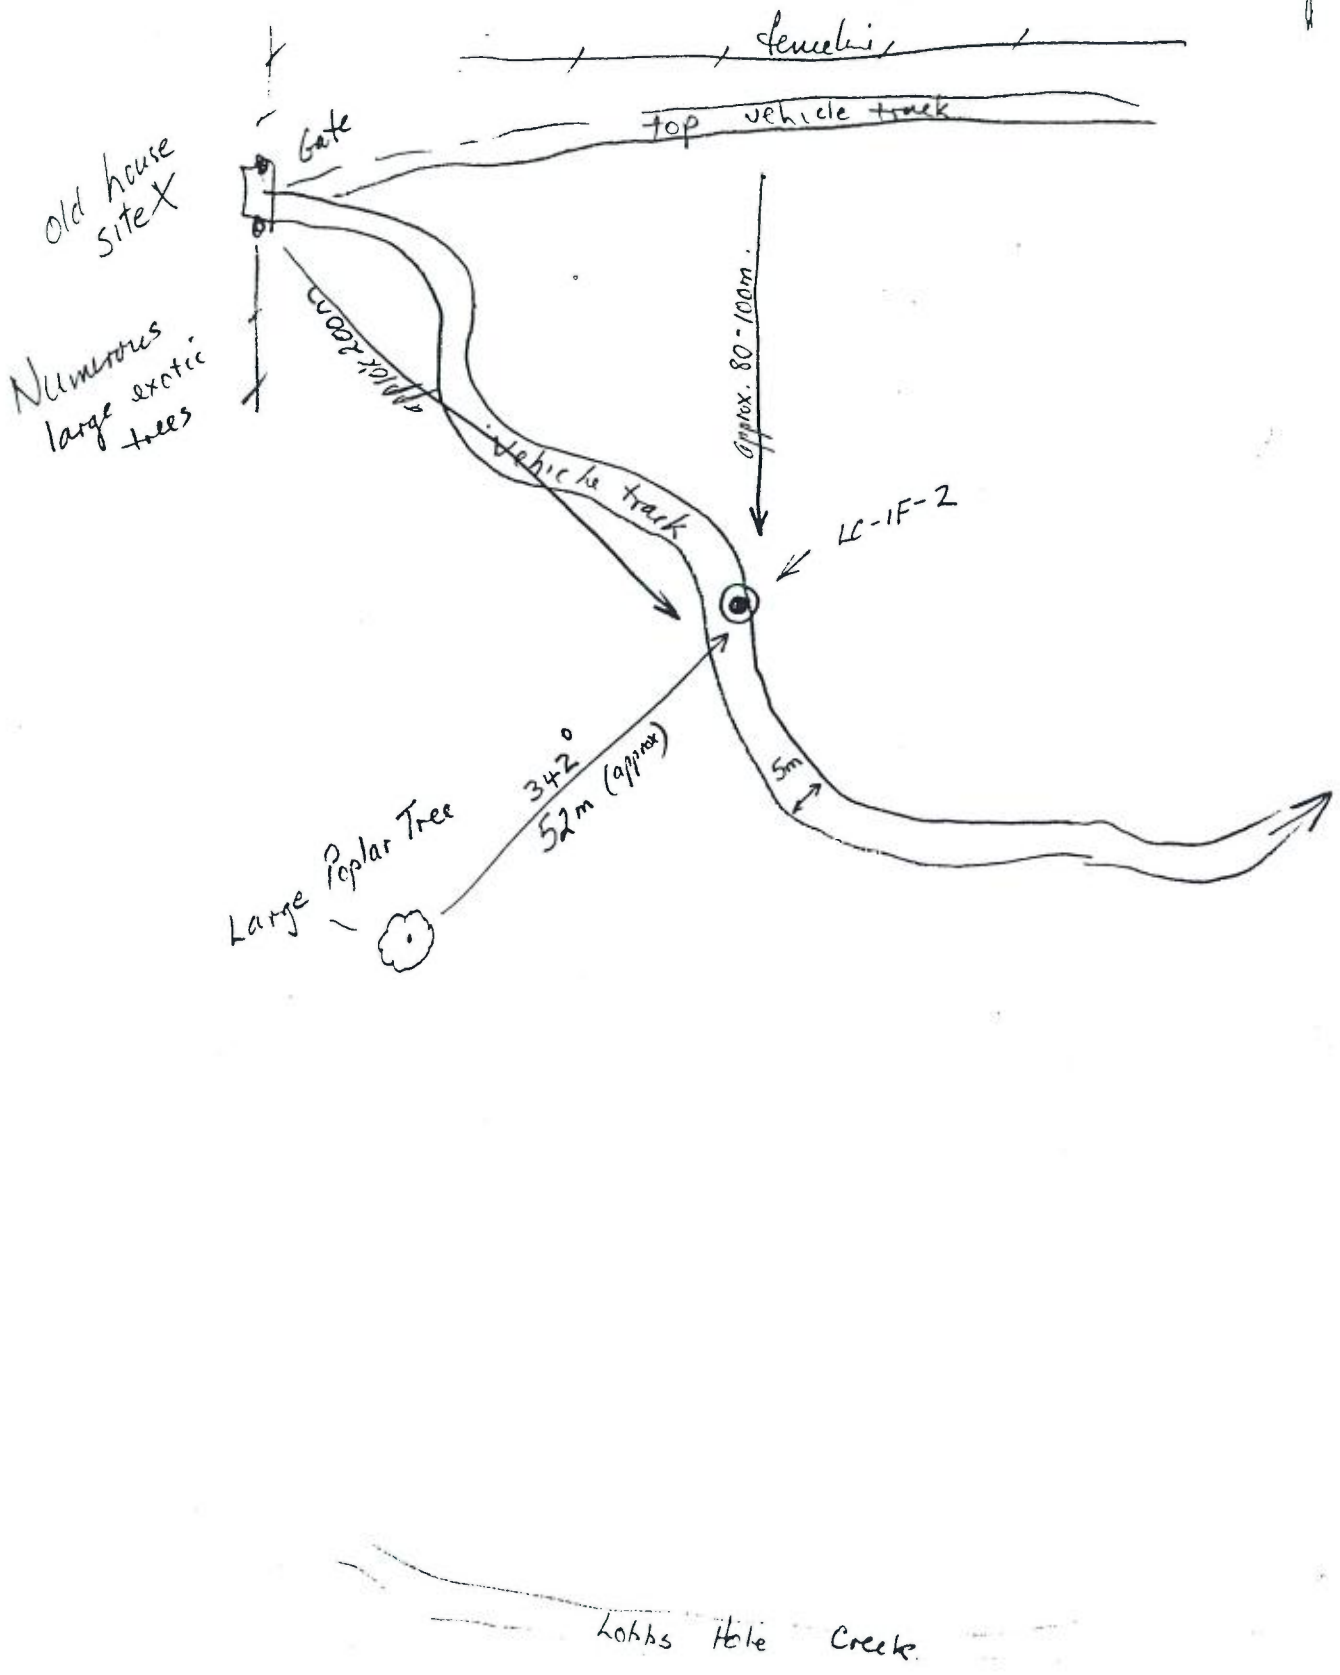 fenceline
top vehicle track
Gate
old house
site X
Numerous
large exotic
trees
approx 200m
approx. 80-100m.
vehicle track
LC-IF-2
342°
52m (approx)
5m
Large Poplar Tree
Lobbs Hole Creek